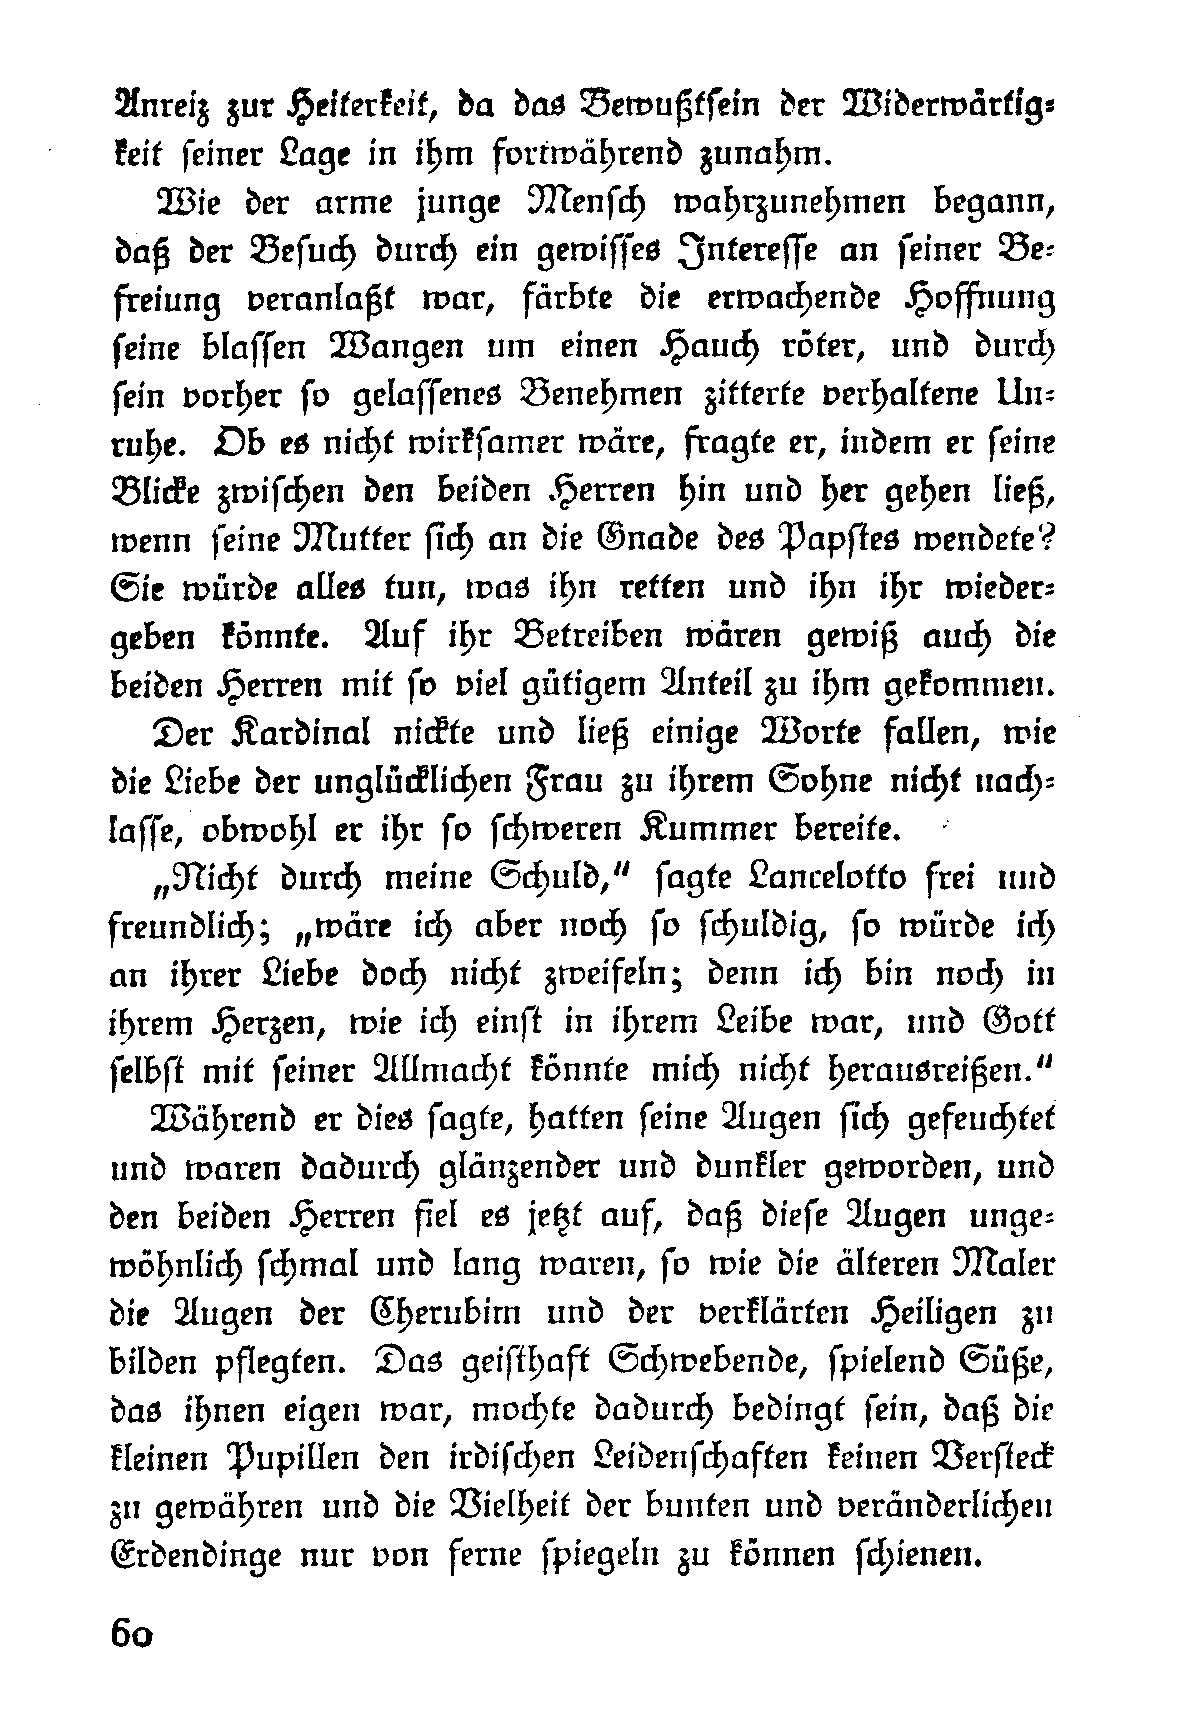 Anreiz zur Heiterkeit, da das Bewußtsein der Widerwärtig-
keit seiner Lage in ihm fortwährend zunahm.
Wie der arme junge Mensch wahrzunehmen begann,
daß der Besuch durch ein gewisses Interesse an seiner Be-
freiung veranlaßt war, färbte die erwachende Hoffnung
seine blassen Wangen um einen Hauch röter, und durch
sein vorher so gelassenes Benehmen zitterte verhaltene Un-
ruhe. Ob es nicht wirksamer wäre, fragte er, indem er seine
Blicke zwischen den beiden Herren hin und her gehen ließ,
wenn seine Mutter sich an die Gnade des Papstes wendete?
Sie würde alles tun, was ihn retten und ihn ihr wieder-
geben könnte. Auf ihr Betreiben wären gewiß auch die
beiden Herren mit so viel gütigem Anteil zu ihm gekommen.
Der Kardinal nickte und ließ einige Worte fallen, wie
die Liebe der unglücklichen Frau zu ihrem Sohne nicht nach-
lasse, obwohl er ihr so schweren Kummer bereite.
„Nicht durch meine Schuld,“ sagte Lancelotto frei und
freundlich; „wäre ich aber noch so schuldig, so würde ich
an ihrer Liebe doch nicht zweifeln; denn ich bin noch in
ihrem Herzen, wie ich einst in ihrem Leibe war, und Gott
selbst mit seiner Allmacht könnte mich nicht herausreißen.“
Während er dies sagte, hatten seine Augen sich gefeuchtet
und waren dadurch glänzender und dunkler geworden, und
den beiden Herren fiel es jetzt auf, daß diese Augen unge-
wöhnlich schmal und lang waren, so wie die älteren Maler
die Augen der Cherubim und der verklärten Heiligen zu
bilden pflegten. Das geisthaft Schwebende, spielend Süße,
das ihnen eigen war, mochte dadurch bedingt sein, daß die
kleinen Pupillen den irdischen Leidenschaften keinen Versteck
zu gewähren und die Vielheit der bunten und veränderlichen
Erdendinge nur von ferne spiegeln zu können schienen.
60